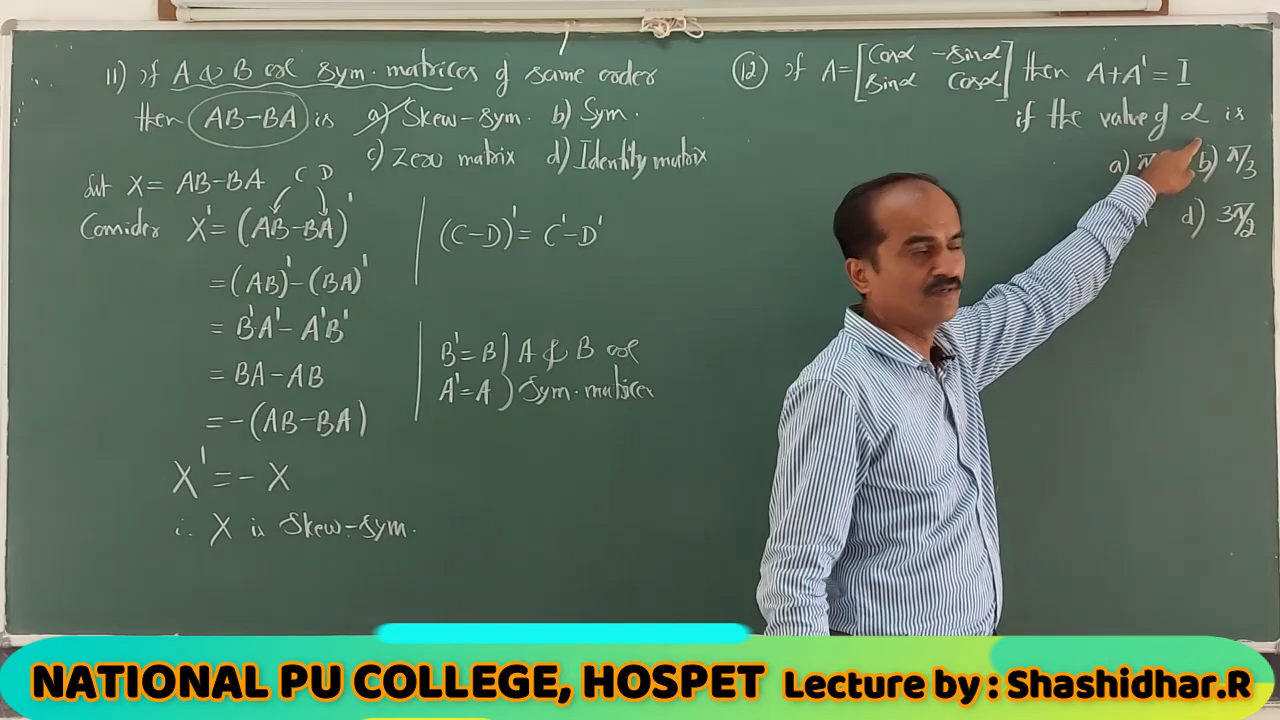 11) If A & B are sym. matrices of same order
then AB-BA is a) Skew-sym. b) Sym.
c) Zero matrix d) Identity matrix
Let X = AB-BA C D
Consider X' = (AB-BA)'
= (AB)' - (BA)'
= B'A' - A'B'
= BA - AB
= -(AB-BA)
X' = - X
∴ X is Skew-sym.
(C-D)' = C'-D'
B' = B } A & B are
A' = A } Sym. matrices
12 If A = [cosα -sinα
sinα cosα] then A+A' = I
if the value of α is
a) π b) π/3
d) 3π/2
NATIONAL PU COLLEGE, HOSPET Lecture by : Shashidhar.R